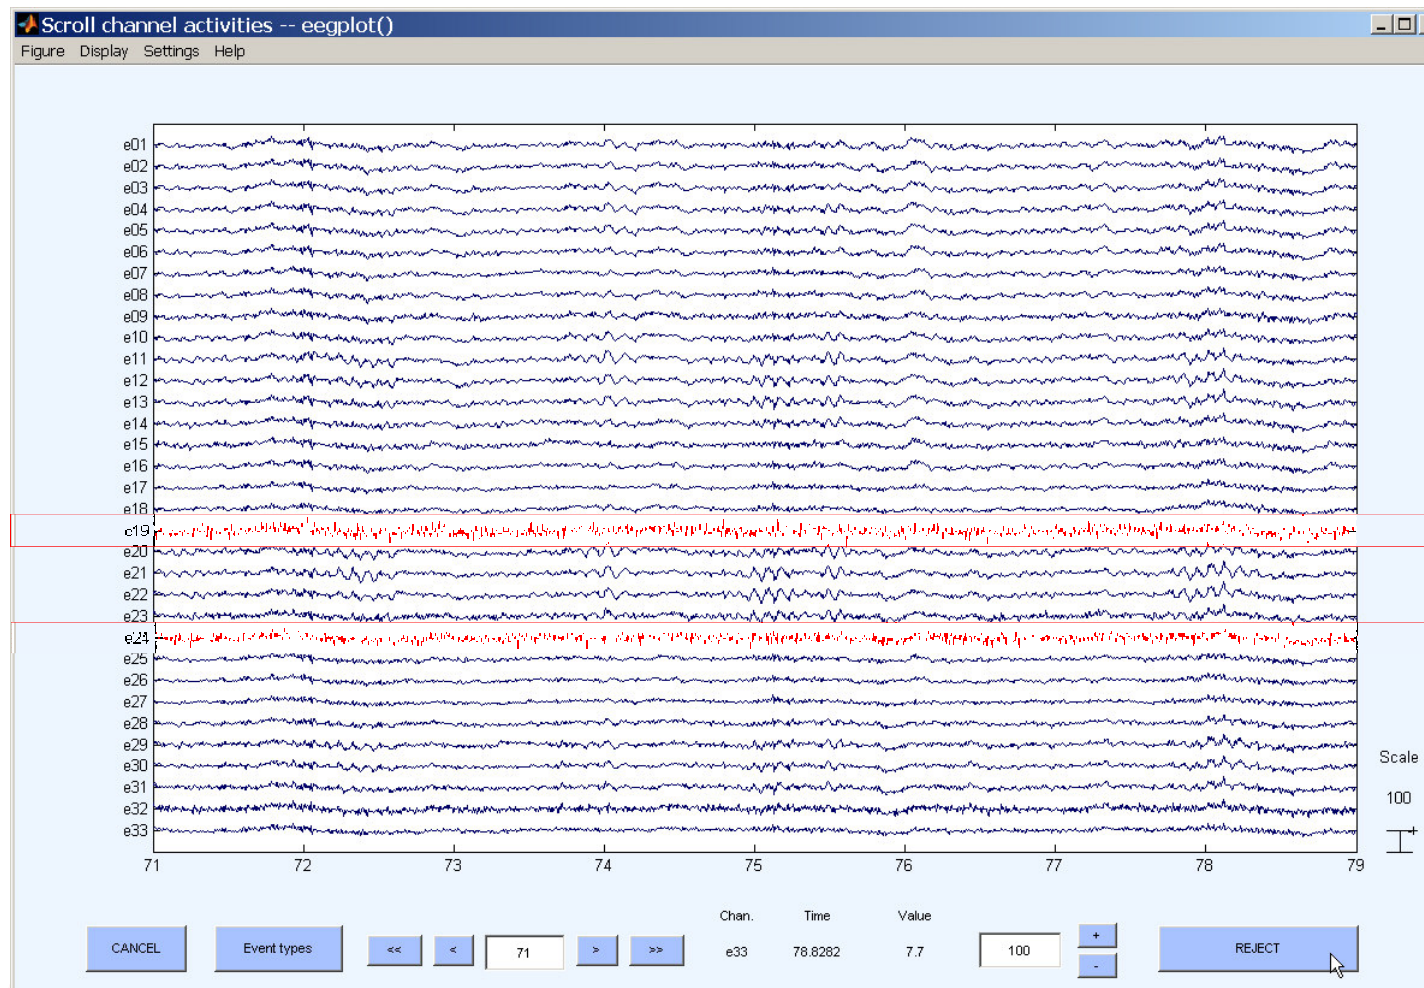 Scroll channel activities -- eegplot()
Figure Display Settings Help
e01
e02
e03
e04
e05
e06
e07
e08
e09
e10
e11
e12
e13
e14
e15
e16
e17
e18
e19
e20
e21
e22
e23
e24
e25
e26
e27
e28
e29
e30
e31
e32
e33
Scale
100
71 72 73 74 75 76 77 78 79
Chan. Time Value
CANCEL Event types << < 71 > >> e33 78.8282 7.7 100 + - REJECT